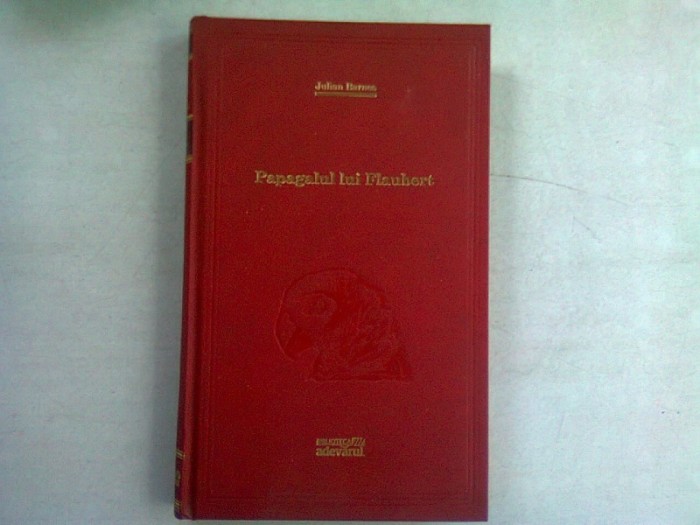 Julian Barnes
Papagalul lui Flaubert
adevărul